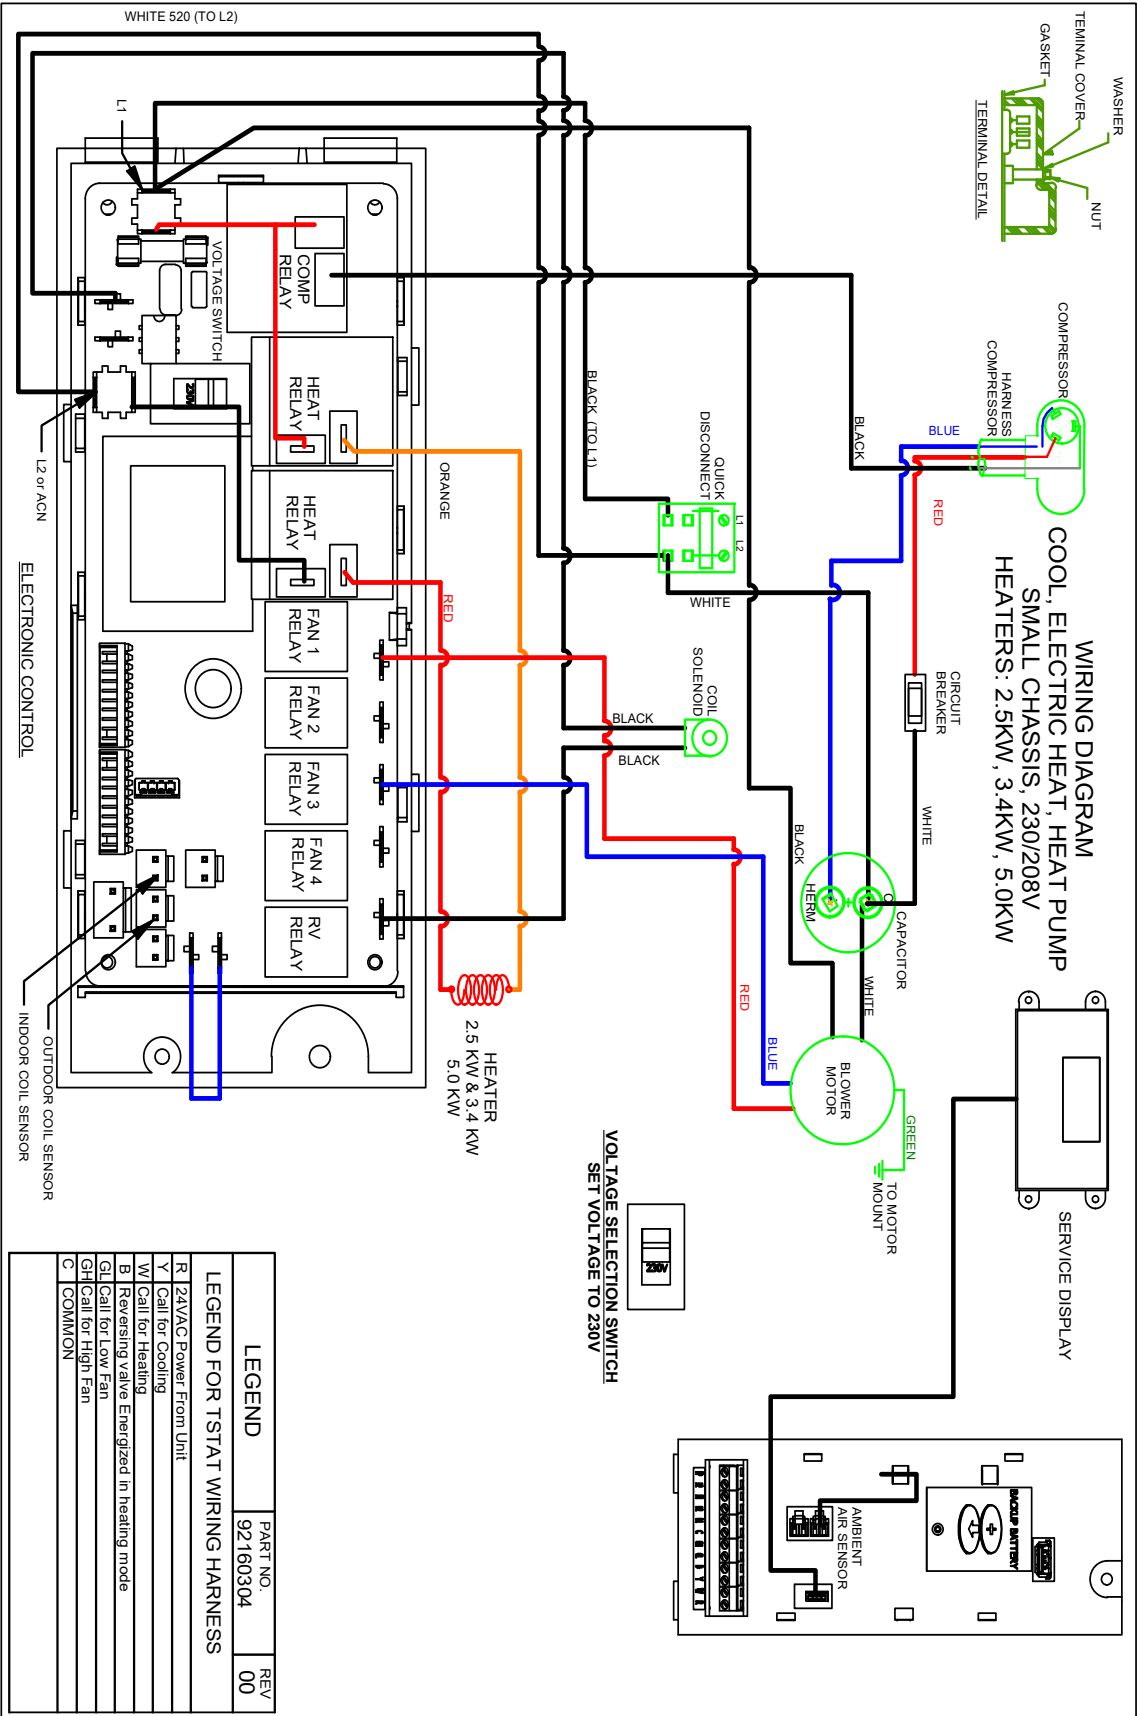 WHITE 520 (TO L2)
TEMINAL COVER
GASKET
WASHER
NUT
TERMINAL DETAIL
WIRING DIAGRAM
COOL, ELECTRIC HEAT, HEAT PUMP
SMALL CHASSIS, 230/208V
HEATERS: 2.5KW, 3.4KW, 5.0KW
COMPRESSOR
COMPRESSOR
HARNESS
BLUE
RED
BLACK
BLACK (TO L1)
QUICK
DISCONNECT
L1
L2
WHITE
COIL
SOLENOID
BLACK
BLACK
CIRCUIT
BREAKER
WHITE
BLACK
HERM
C
CAPACITOR
WHITE
RED
BLUE
BLOWER
MOTOR
GREEN
TO MOTOR
MOUNT
SERVICE DISPLAY
AMBIENT
AIR SENSOR
BACKUP BATTERY
L1
VOLTAGE SWITCH
COMP
RELAY
230V
HEAT
RELAY
HEAT
RELAY
ORANGE
RED
FAN 1
RELAY
FAN 2
RELAY
FAN 3
RELAY
FAN 4
RELAY
RV
RELAY
L2 or ACN
ELECTRONIC CONTROL
INDOOR COIL SENSOR
OUTDOOR COIL SENSOR
HEATER
2.5 KW & 3.4 KW
5.0 KW
230V
VOLTAGE SELECTION SWITCH
SET VOLTAGE TO 230V
LEGEND
PART NO.
92160304
REV
00
LEGEND FOR TSTAT WIRING HARNESS
R 24VAC Power From Unit
Y Call for Cooling
W Call for Heating
B Reversing valve Energized in heating mode
GL Call for Low Fan
GH Call for High Fan
C COMMON